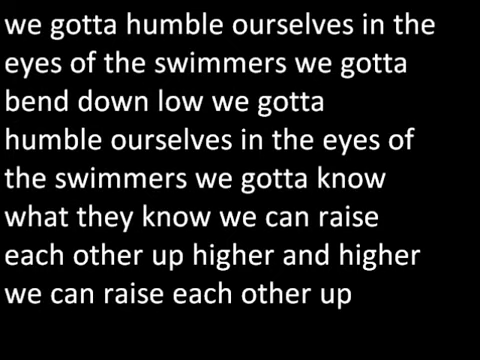 we gotta humble ourselves in the
eyes of the swimmers we gotta
bend down low we gotta
humble ourselves in the eyes of
the swimmers we gotta know
what they know we can raise
each other up higher and higher
we can raise each other up